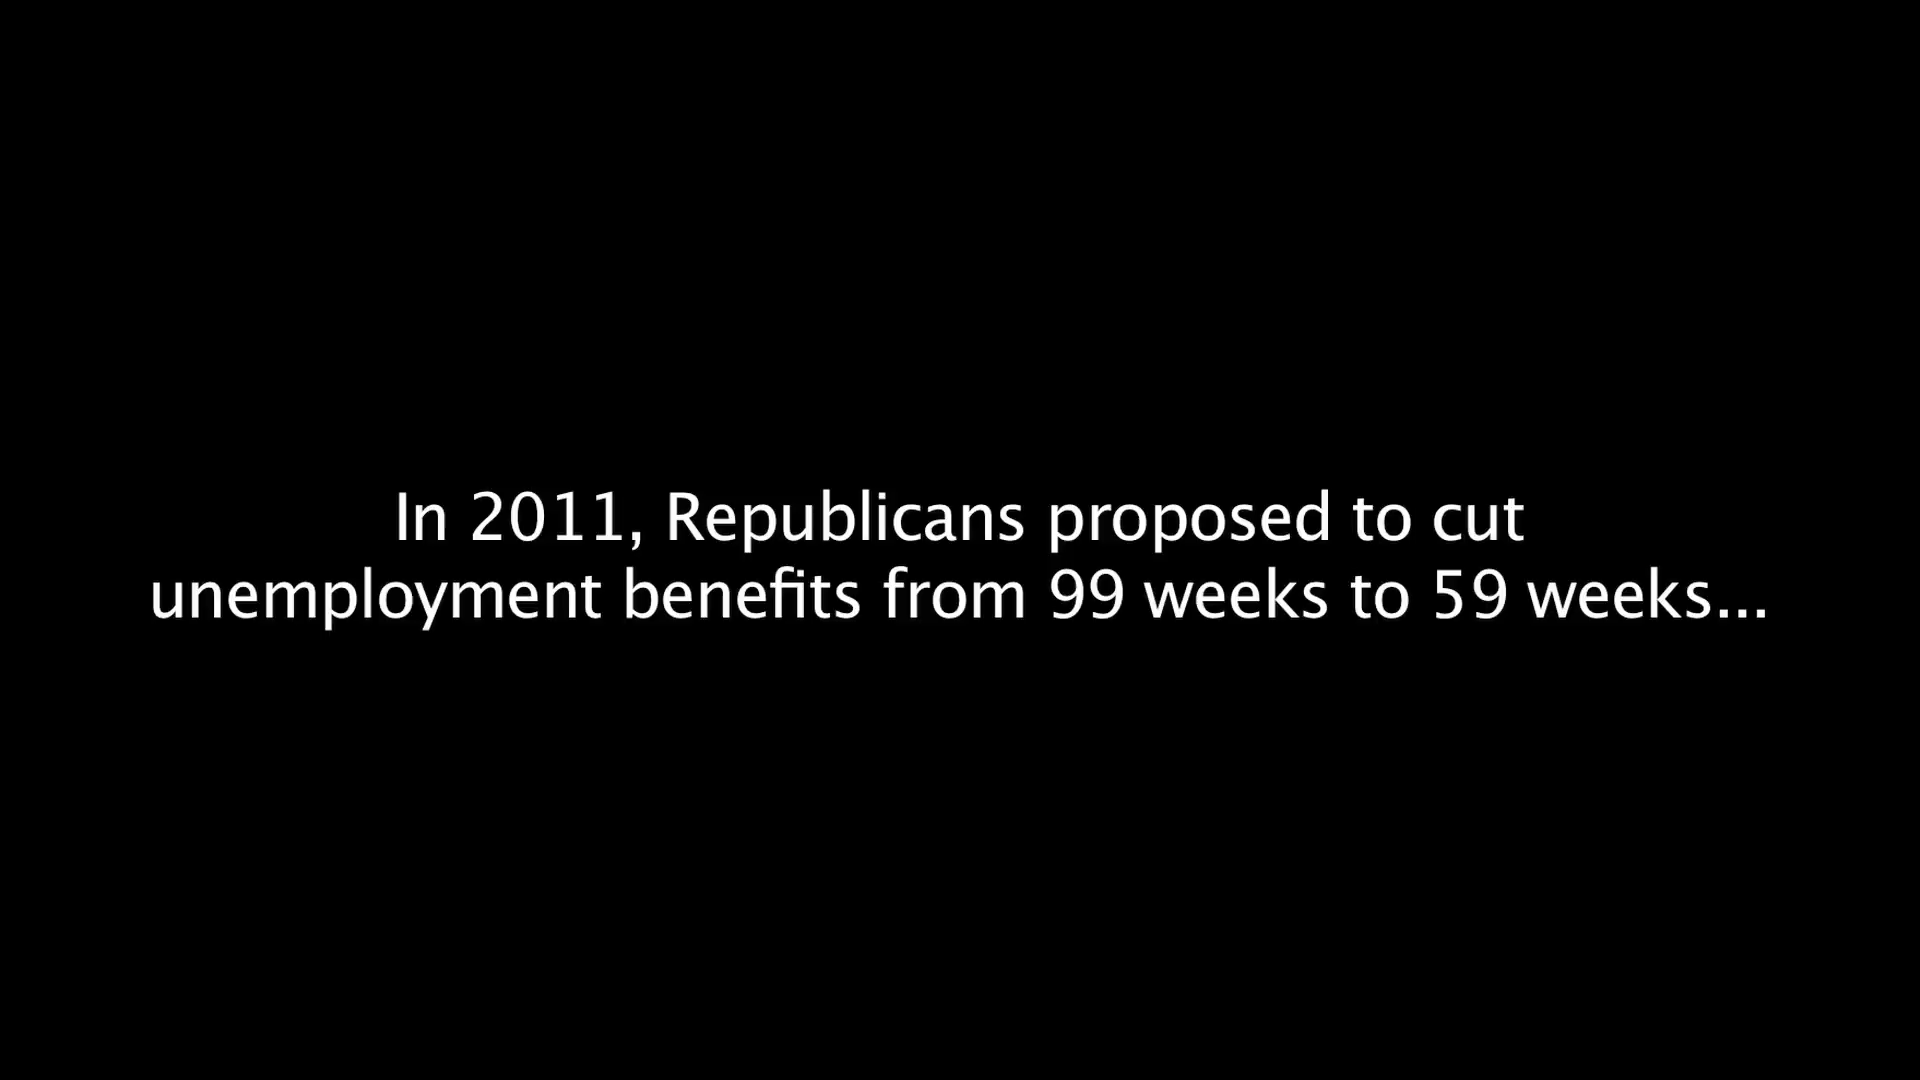 In 2011, Republicans proposed to cut
unemployment benefits from 99 weeks to 59 weeks...